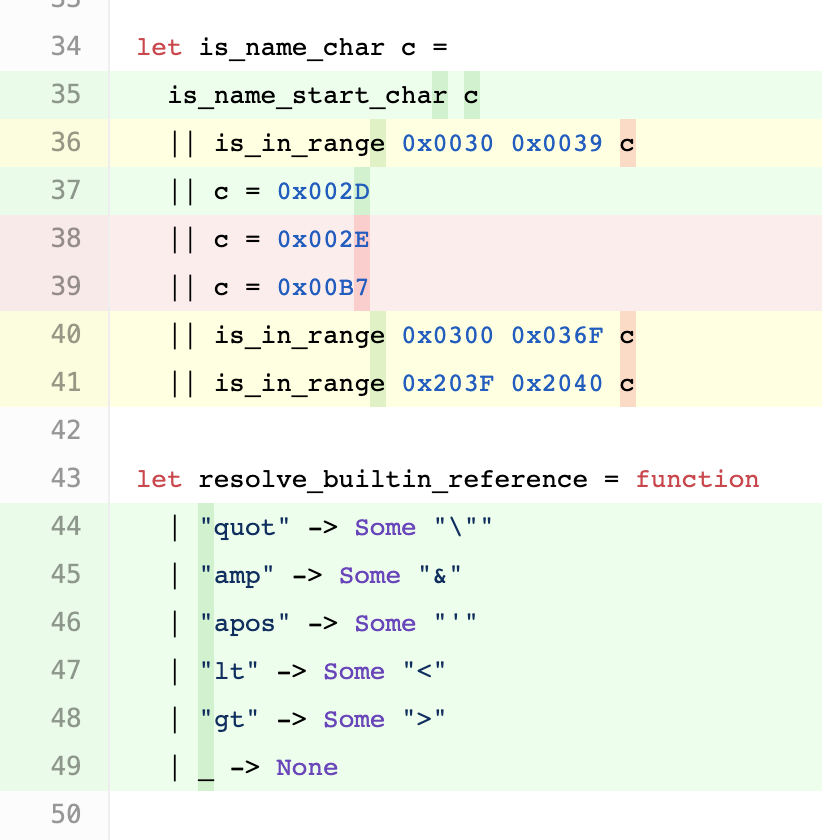 34 let is_name_char c =
35 is_name_start_char c
36 || is_in_range 0x0030 0x0039 c
37 || c = 0x002D
38 || c = 0x002E
39 || c = 0x00B7
40 || is_in_range 0x0300 0x036F c
41 || is_in_range 0x203F 0x2040 c
42
43 let resolve_builtin_reference = function
44 | "quot" -> Some "\""
45 | "amp" -> Some "&"
46 | "apos" -> Some "'"
47 | "lt" -> Some "<"
48 | "gt" -> Some ">"
49 | _ -> None
50